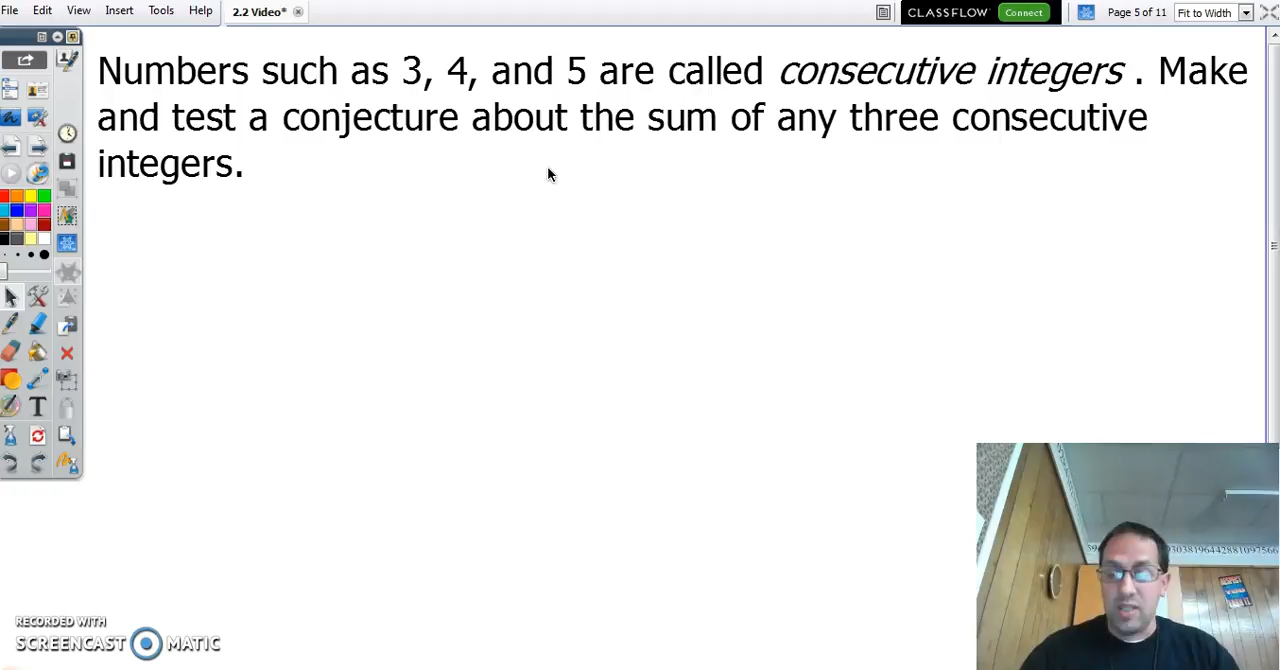 File Edit View Insert Tools Help 2.2 Video* CLASSFLOW Connect Page 5 of 11 Fit to Width
Numbers such as 3, 4, and 5 are called consecutive integers . Make
and test a conjecture about the sum of any three consecutive
integers.
T
RECORDED WITH
SCREENCAST MATIC